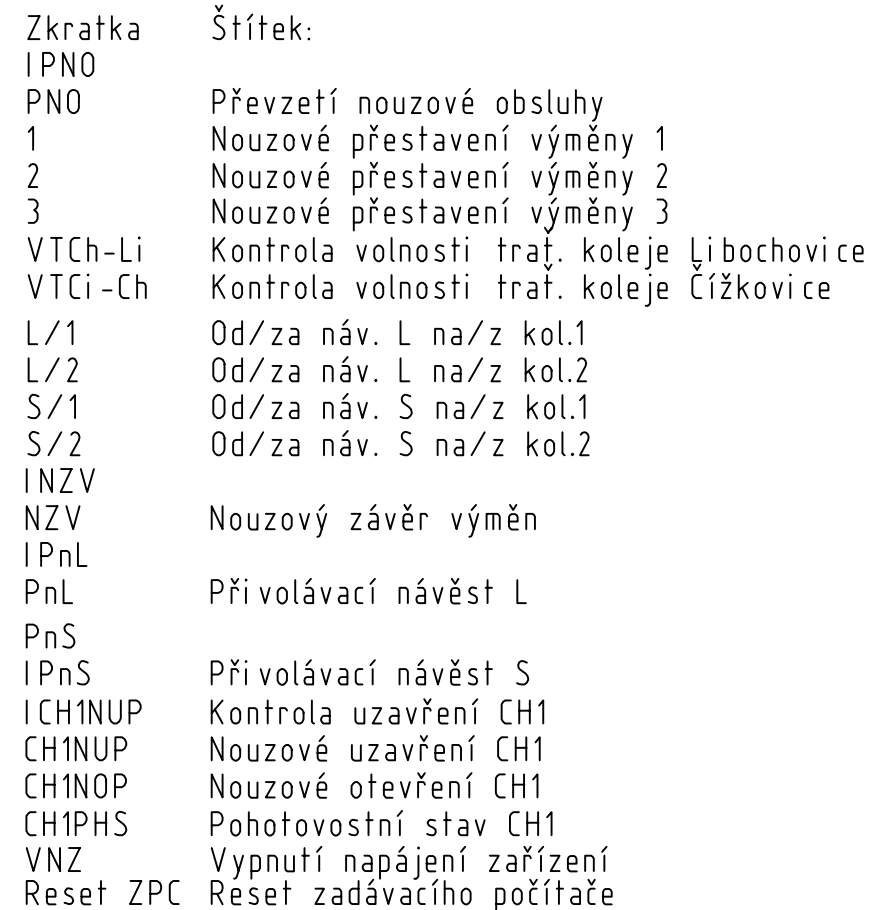 Zkratka Štítek:
IPNO
PNO Převzetí nouzové obsluhy
1 Nouzové přestavení výměny 1
2 Nouzové přestavení výměny 2
3 Nouzové přestavení výměny 3
VTCh-Li Kontrola volnosti trať. koleje Libochovice
VTCi-Ch Kontrola volnosti trať. koleje Čížkovice
L/1 Od/za náv. L na/z kol.1
L/2 Od/za náv. L na/z kol.2
S/1 Od/za náv. S na/z kol.1
S/2 Od/za náv. S na/z kol.2
INZV
NZV Nouzový závěr výměn
IPnL
PnL Přivolávací návěst L
PnS
IPnS Přivolávací návěst S
ICH1NUP Kontrola uzavření CH1
CH1NUP Nouzové uzavření CH1
CH1NOP Nouzové otevření CH1
CH1PHS Pohotovostní stav CH1
VNZ Vypnutí napájení zařízení
Reset ZPC Reset zadávacího počítače